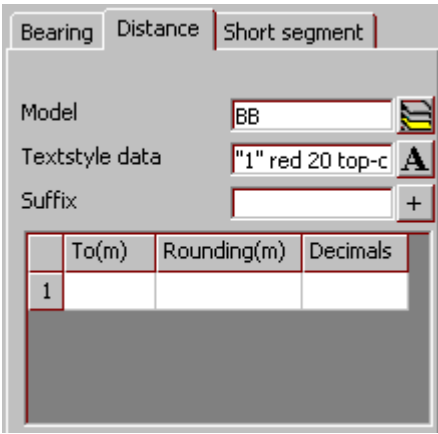 Bearing Distance Short segment
Model BB
Textstyle data "1" red 20 top-c A
Suffix +
To(m) Rounding(m) Decimals
1